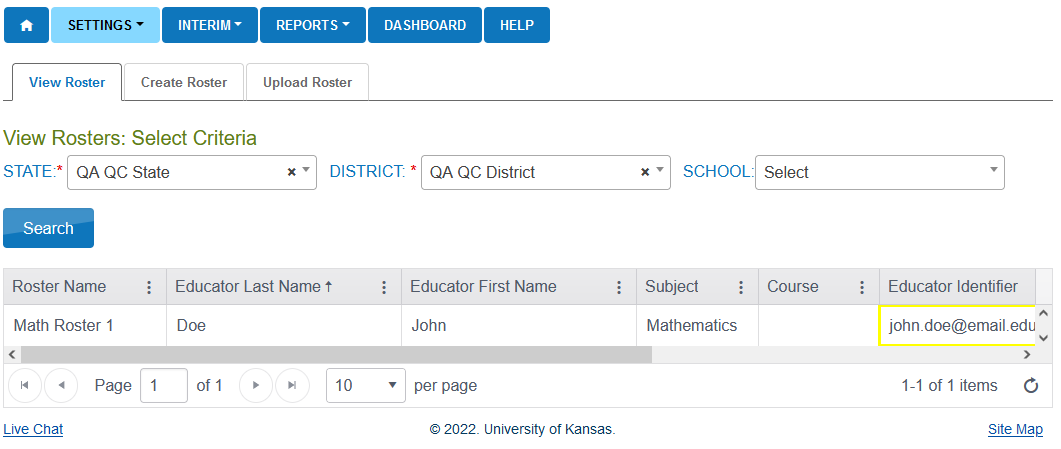 SETTINGS INTERIM REPORTS DASHBOARD HELP
View Roster Create Roster Upload Roster
View Rosters: Select Criteria
STATE:* QA QC State × DISTRICT: * QA QC District × SCHOOL: Select
Search
Roster Name Educator Last Name ↑ Educator First Name Subject Course Educator Identifier
Math Roster 1 Doe John Mathematics john.doe@email.edu
Page 1 of 1 10 per page 1-1 of 1 items
Live Chat © 2022. University of Kansas. Site Map